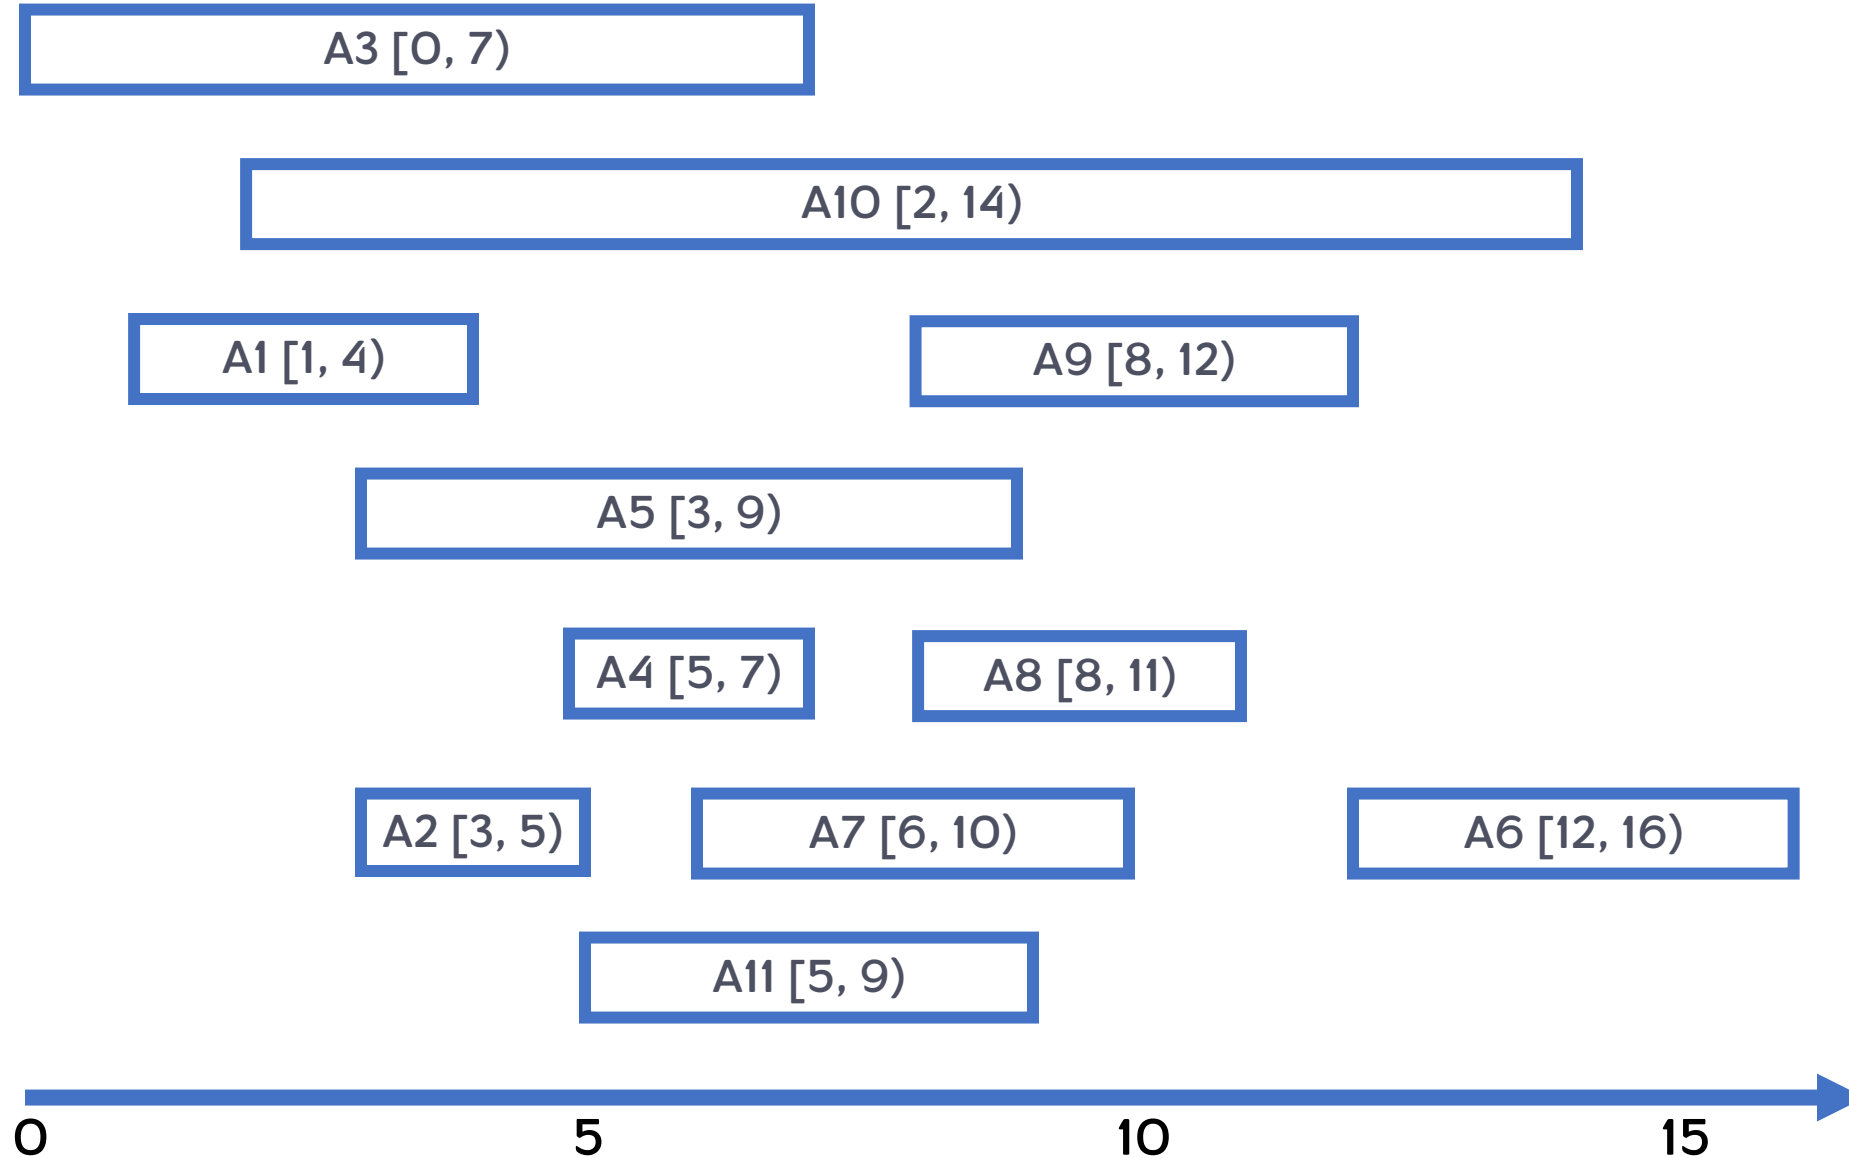 A3 [0, 7)
A10 [2, 14)
A1 [1, 4)
A9 [8, 12)
A5 [3, 9)
A4 [5, 7)
A8 [8, 11)
A2 [3, 5)
A7 [6, 10)
A6 [12, 16)
A11 [5, 9)
0 5 10 15